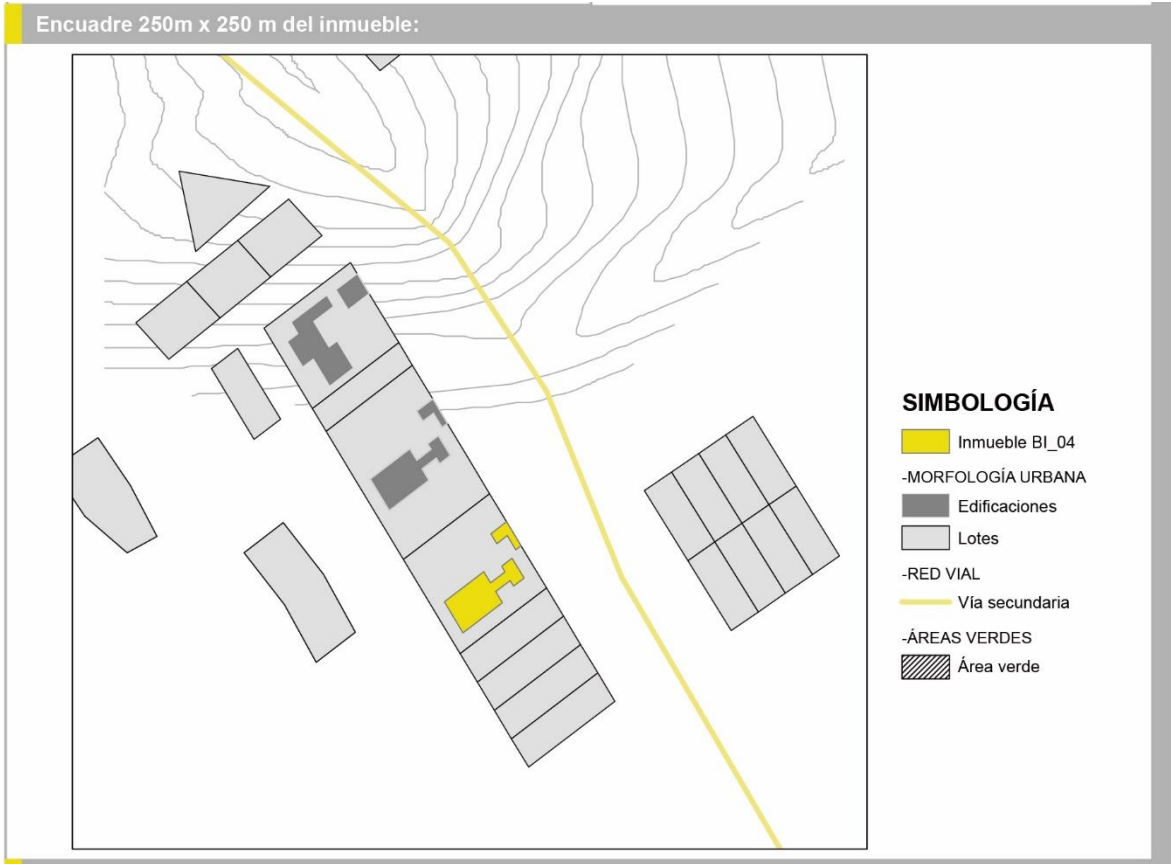 Encuadre 250m x 250 m del inmueble:
SIMBOLOGÍA
Inmueble BI_04
-MORFOLOGÍA URBANA
Edificaciones
Lotes
-RED VIAL
Vía secundaria
-ÁREAS VERDES
Área verde